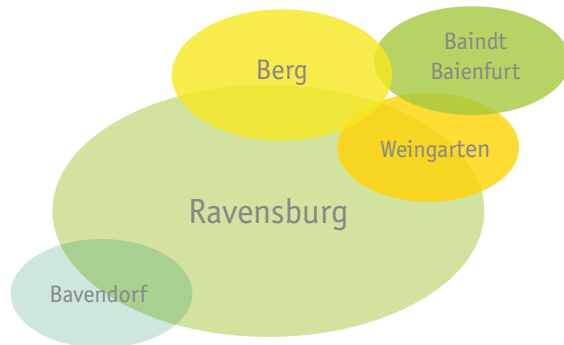 Baindt
Baienfurt
Berg
Weingarten
Ravensburg
Bavendorf